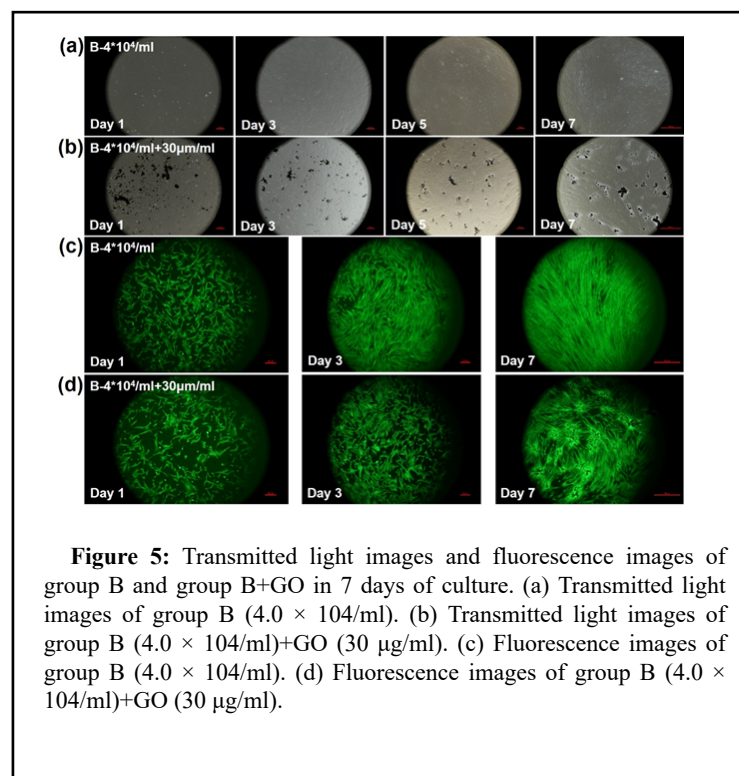 (a) B-4*10⁴/ml
Day 1 Day 3 Day 5 Day 7
(b) B-4*10⁴/ml+30μm/ml
Day 1 Day 3 Day 5 Day 7
(c) B-4*10⁴/ml
Day 1 Day 3 Day 7
(d) B-4*10⁴/ml+30μm/ml
Day 1 Day 3 Day 7
Figure 5: Transmitted light images and fluorescence images of
group B and group B+GO in 7 days of culture. (a) Transmitted light
images of group B (4.0 × 104/ml). (b) Transmitted light images of
group B (4.0 × 104/ml)+GO (30 μg/ml). (c) Fluorescence images of
group B (4.0 × 104/ml). (d) Fluorescence images of group B (4.0 ×
104/ml)+GO (30 μg/ml).